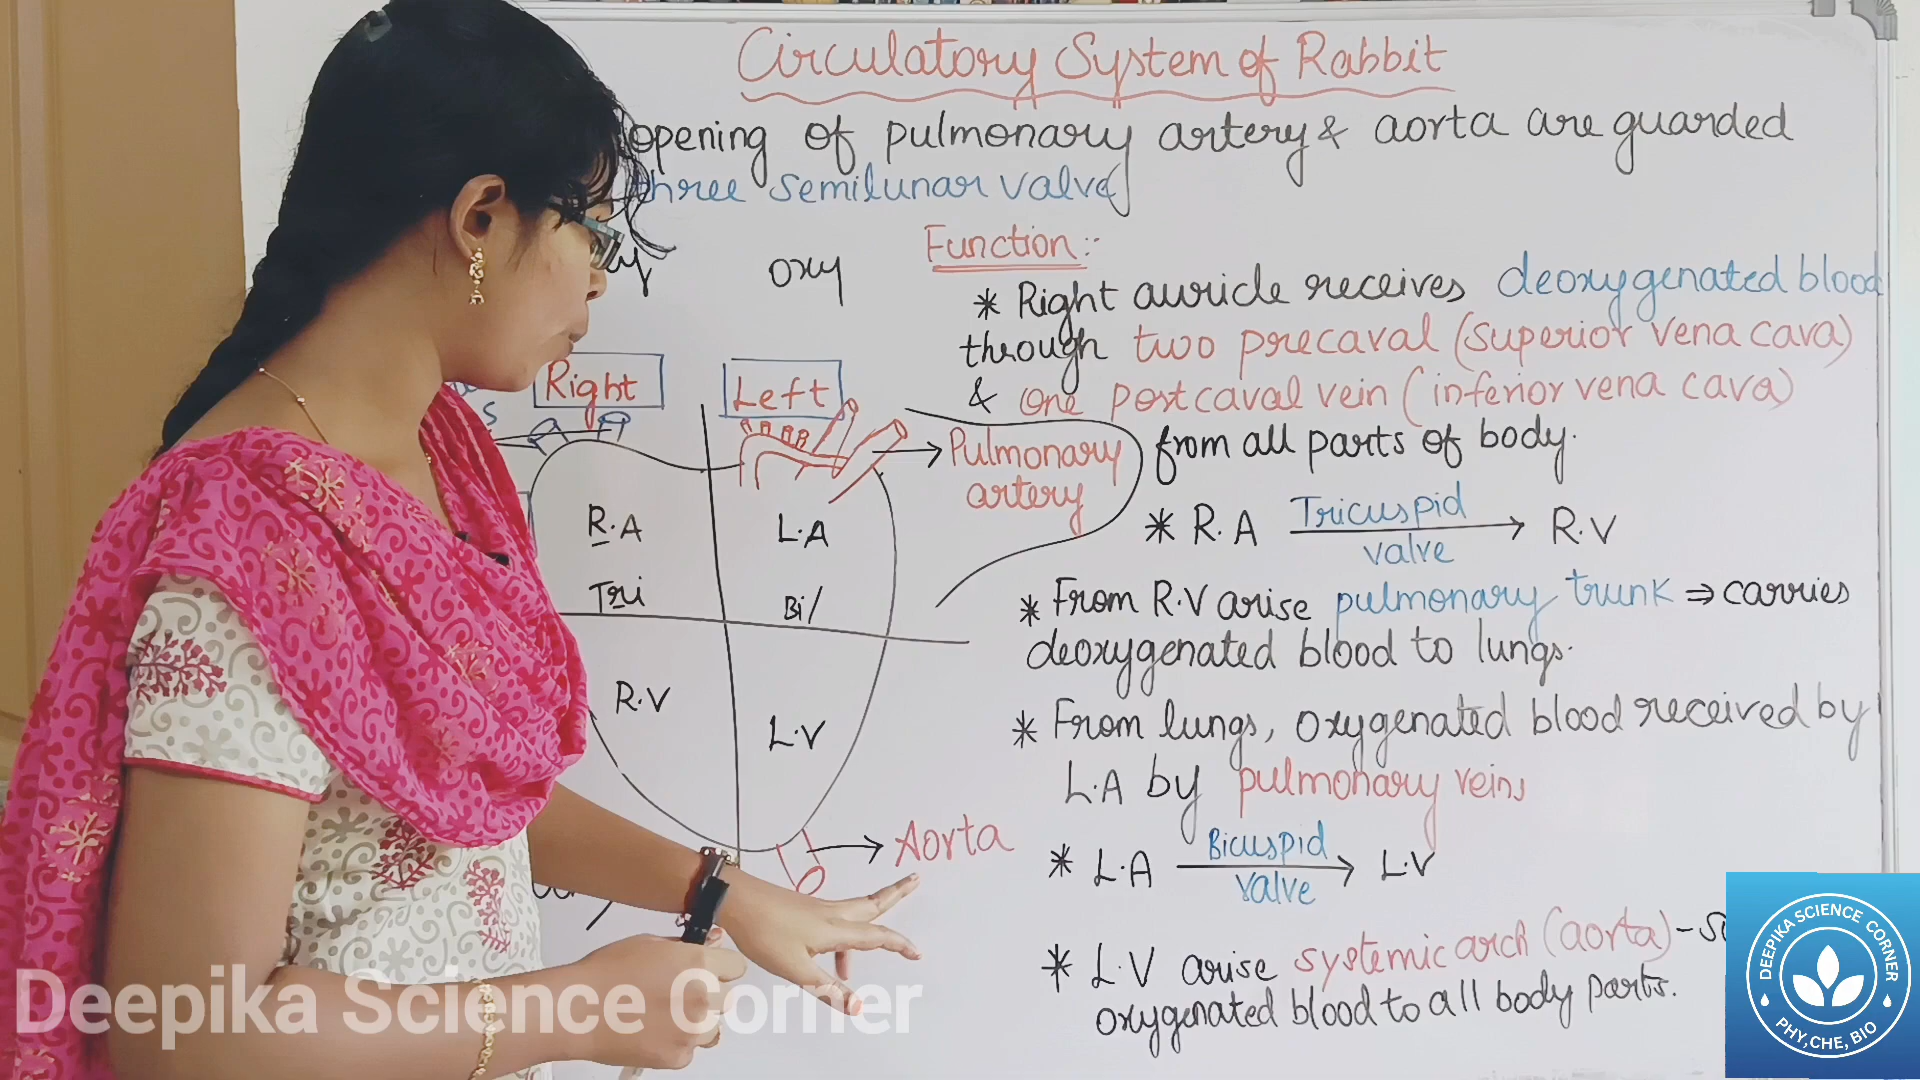 Circulatory System of Rabbit
opening of pulmonary artery & aorta are guarded
three semilunar valve
oxy
Function:-
* Right auricle receives deoxygenated blood
through two precaval (superior vena cava)
& one postcaval vein (inferior vena cava)
from all parts of body.
Right
Left
Pulmonary
artery
* R.A Tricuspid valve → R.V
R.A
L.A
Tri
Bi/
* From R.V arise pulmonary trunk ⇒ carries
deoxygenated blood to lungs.
R.V
L.V
* From lungs, oxygenated blood received by
L.A by pulmonary veins
Aorta
* L.A Bicuspid valve → L.V
* L.V arise systemic arch (aorta) -
oxygenated blood to all body parts.
Deepika Science Corner
DEEPIKA SCIENCE CORNER
PHY,CHE, BIO